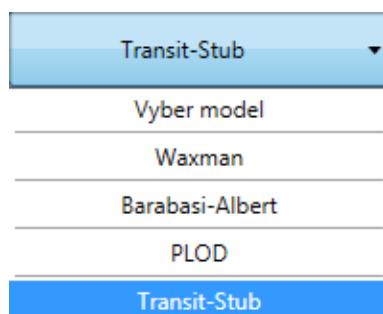 Transit-Stub
Vyber model
Waxman
Barabasi-Albert
PLOD
Transit-Stub